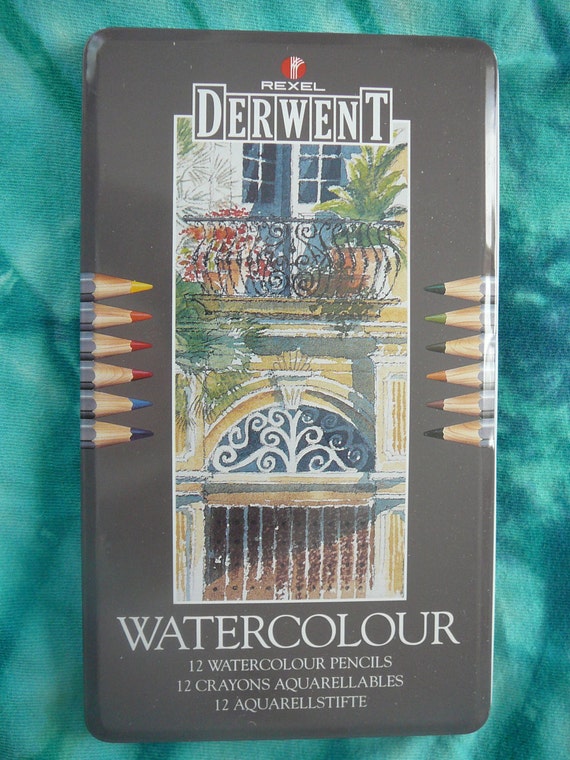 REXEL
DERWENT
WATERCOLOUR
12 WATERCOLOUR PENCILS
12 CRAYONS AQUARELLABLES
12 AQUARELLSTIFTE